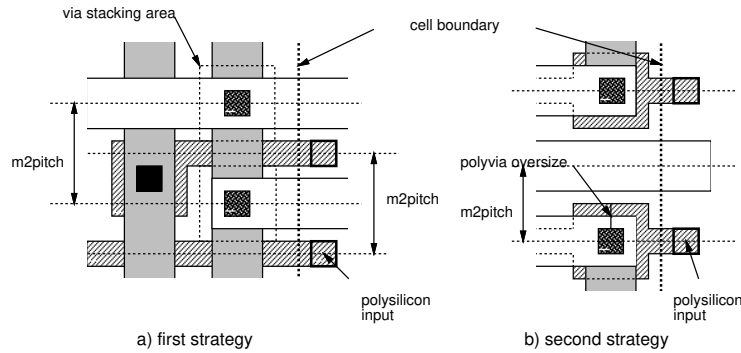 via stacking area
cell boundary
m2pitch
m2pitch
polyvia oversize
m2pitch
polysilicon
input
polysilicon
input
a) first strategy
b) second strategy